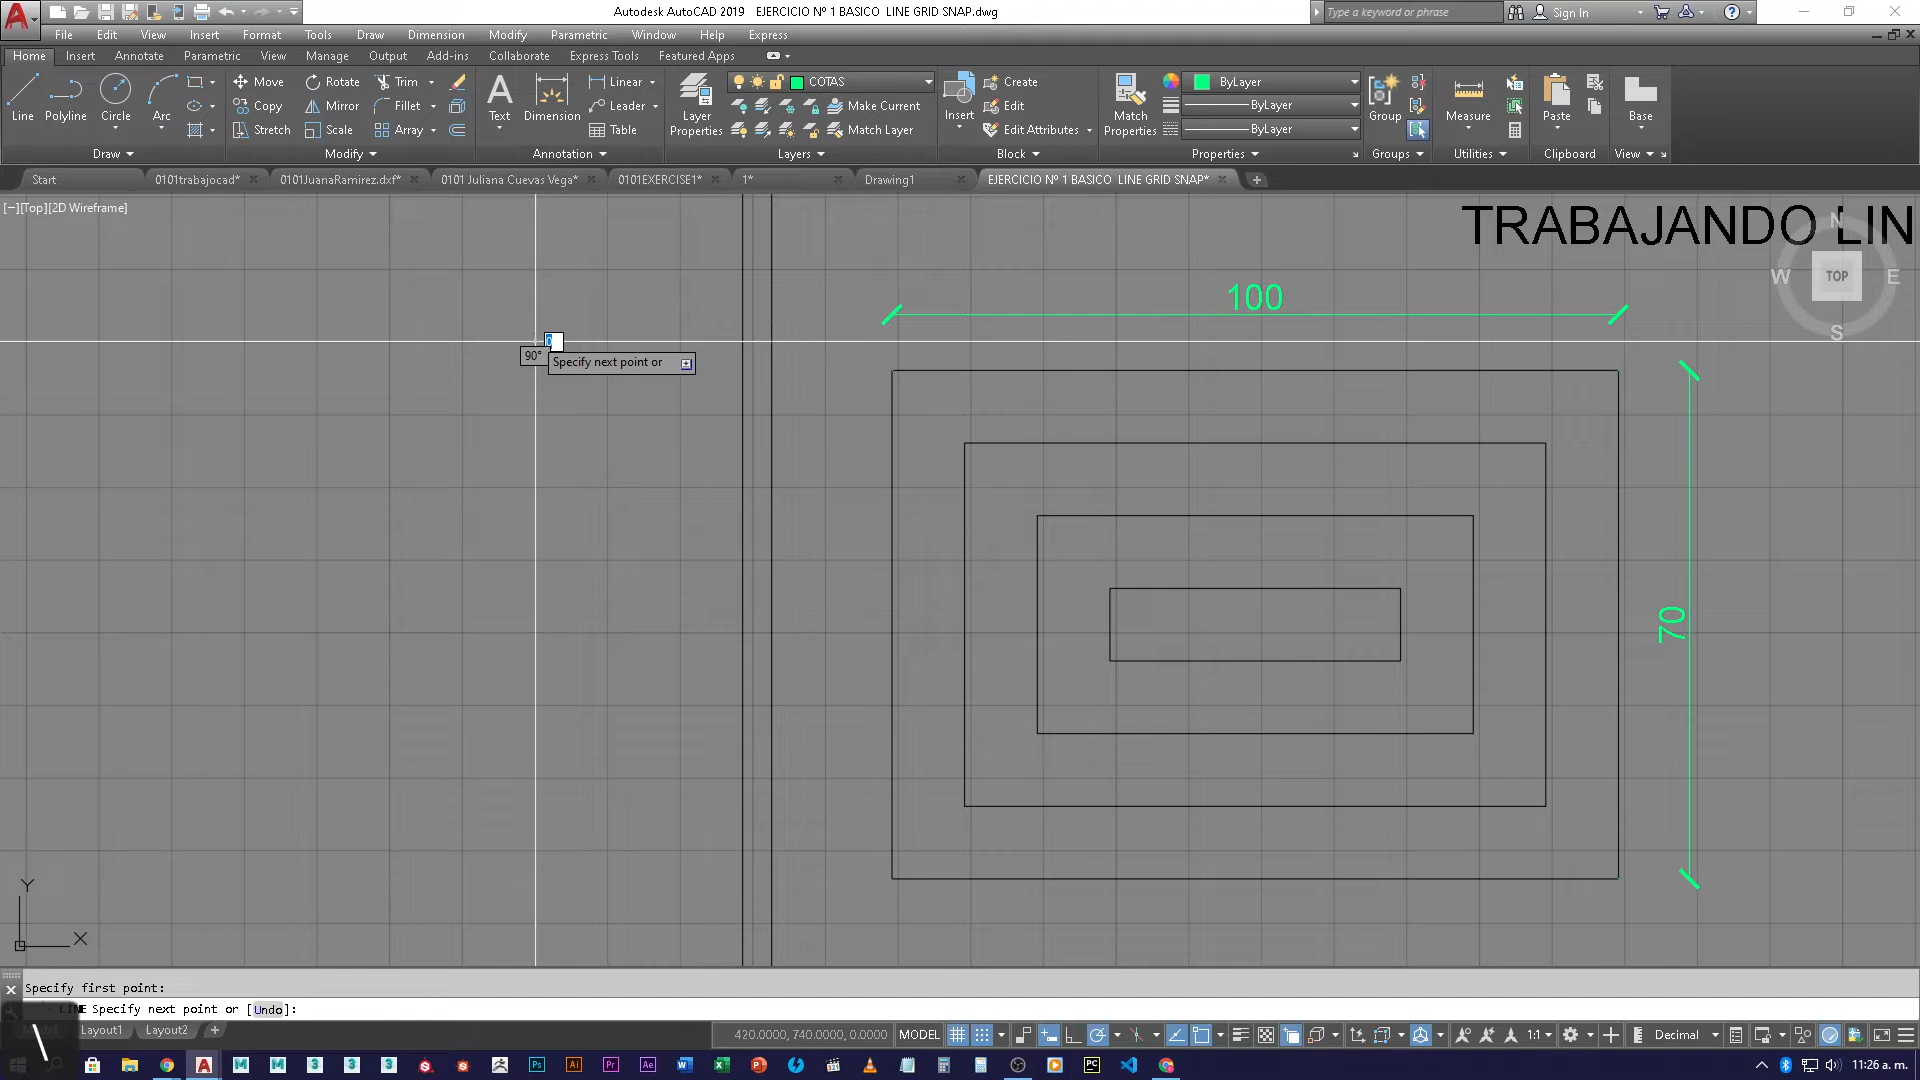 Autodesk AutoCAD 2019 EJERCICIO Nº 1 BASICO LINE GRID SNAP.dwg
Type a keyword or phrase
Sign In
File Edit View Insert Format Tools Draw Dimension Modify Parametric Window Help Express
Home Insert Annotate Parametric View Manage Output Add-ins Collaborate Express Tools Featured Apps
Line Polyline Circle Arc
Move Rotate Trim
Copy Mirror Fillet
Stretch Scale Array
Text Dimension
Linear
Leader
Table
Layer
Properties
COTAS
Make Current
Match Layer
Insert
Create
Edit
Edit Attributes
Match
Properties
ByLayer
ByLayer
ByLayer
Group
Measure
Paste
Base
Draw Modify Annotation Layers Block Properties Groups Utilities Clipboard View
Start 0101trabajocad* 0101JuanaRamirez.dxf* 0101 Juliana Cuevas Vega* 0101EXERCISE1* 1* Drawing1 EJERCICIO Nº 1 BASICO LINE GRID SNAP*
[−][Top][2D Wireframe]
TRABAJANDO LIN
N
W TOP E
S
100
0
90°
Specify next point or
70
Y
X
Specify first point:
LINE Specify next point or [Undo]:
Layout1 Layout2
420.0000, 740.0000, 0.0000 MODEL
1:1
Decimal
11:26 a. m.